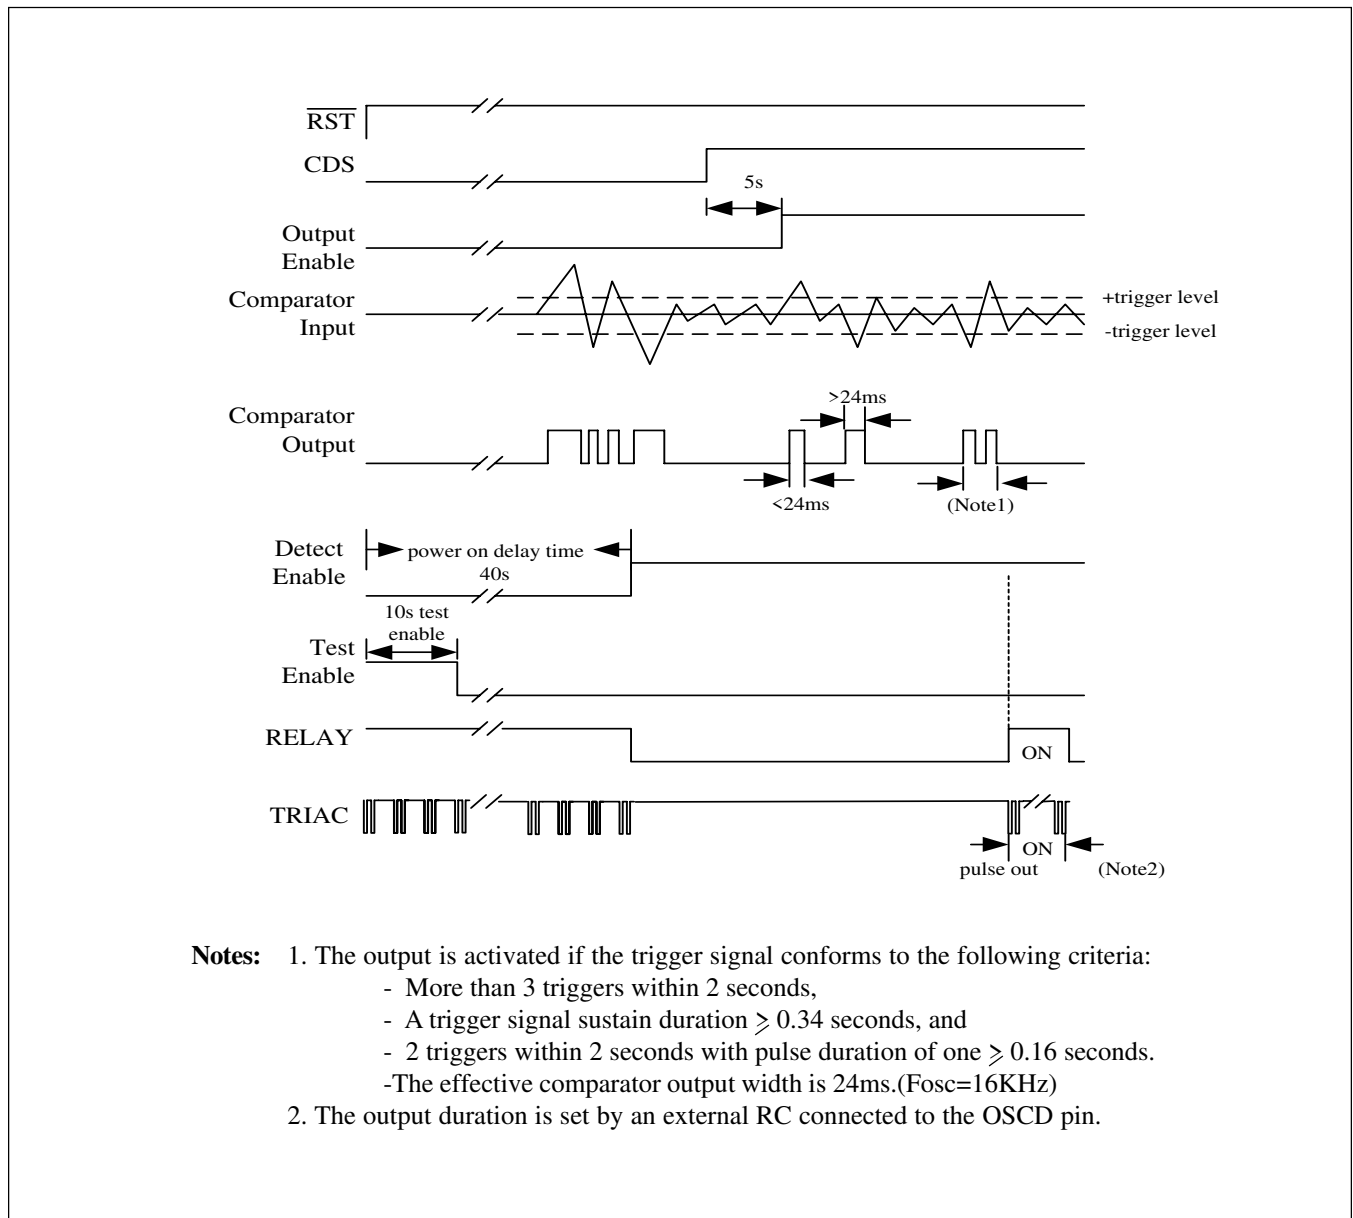 RST
CDS
5s
Output
Enable
Comparator
Input
+trigger level
-trigger level
Comparator
Output
>24ms
<24ms
(Note1)
Detect
Enable
power on delay time
40s
10s test
enable
Test
Enable
RELAY
ON
TRIAC
ON
pulse out
(Note2)
Notes: 1. The output is activated if the trigger signal conforms to the following criteria:
- More than 3 triggers within 2 seconds,
- A trigger signal sustain duration ⩾ 0.34 seconds, and
- 2 triggers within 2 seconds with pulse duration of one ⩾ 0.16 seconds.
-The effective comparator output width is 24ms.(Fosc=16KHz)
2. The output duration is set by an external RC connected to the OSCD pin.